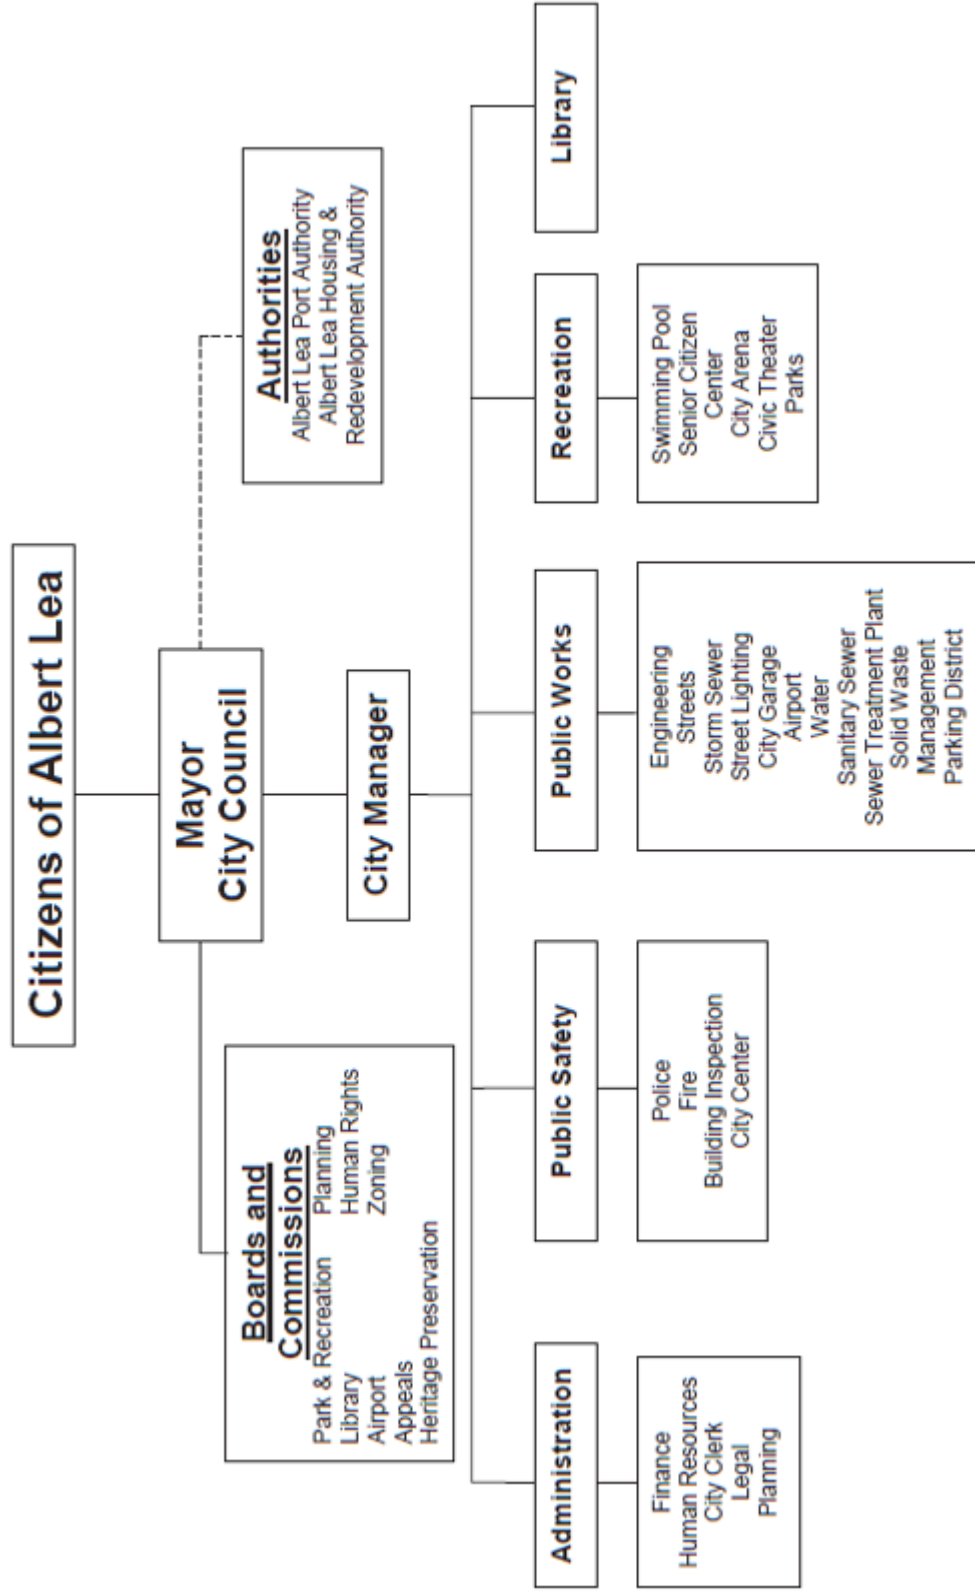 Citizens of Albert Lea
Mayor
City Council
Boards and
Commissions
Park & Recreation Planning
Library Human Rights
Airport Zoning
Appeals
Heritage Preservation
Authorities
Albert Lea Port Authority
Albert Lea Housing &
Redevelopment Authority
City Manager
Administration
Finance
Human Resources
City Clerk
Legal
Planning
Public Safety
Police
Fire
Building Inspection
City Center
Public Works
Engineering
Streets
Storm Sewer
Street Lighting
City Garage
Airport
Water
Sanitary Sewer
Sewer Treatment Plant
Solid Waste
Management
Parking District
Recreation
Swimming Pool
Senior Citizen
Center
City Arena
Civic Theater
Parks
Library